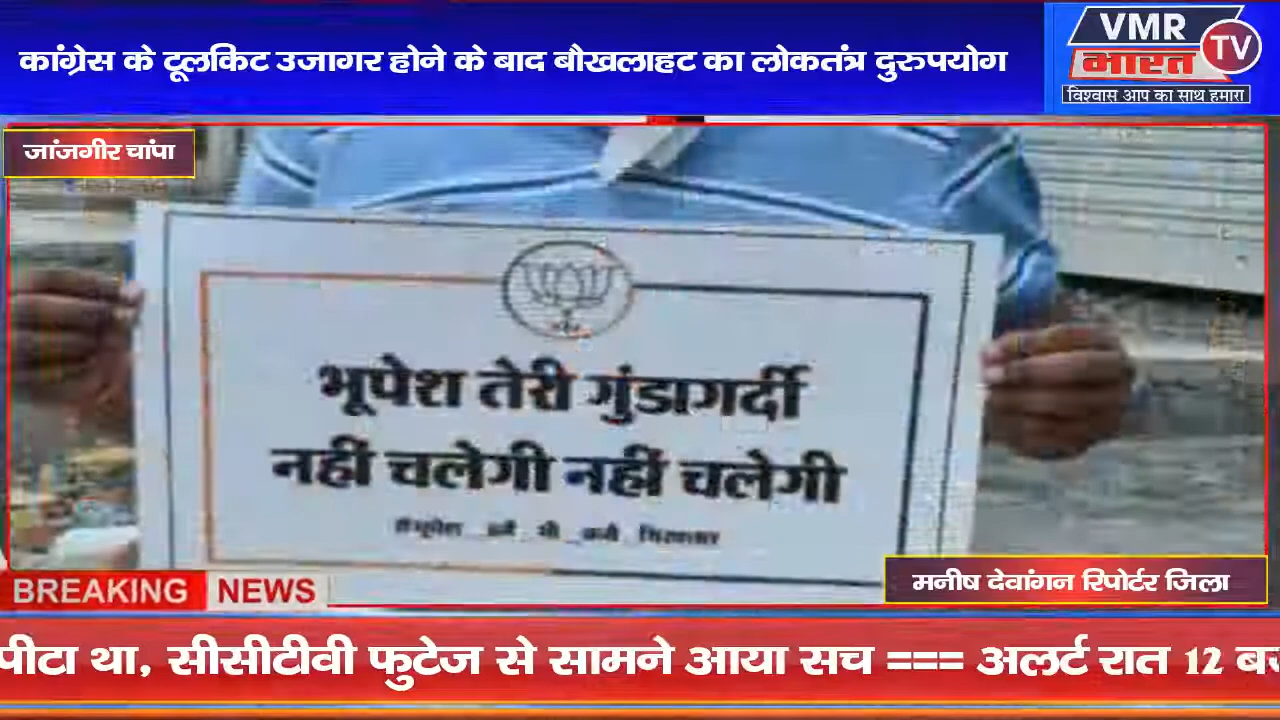 कांग्रेस के टूलकिट उजागर होने के बाद बौखलाहट का लोकतंत्र दुरुपयोग
VMR
भारत
TV
विश्वास आप का साथ हमारा
जांजगीर चांपा
भूपेश तेरी गुंडागर्दी
नहीं चलेगी नहीं चलेगी
#भूपेश
मनीष देवांगन रिपोर्टर जिला
BREAKING NEWS
पीटा था, सीसीटीवी फुटेज से सामने आया सच === अलर्ट रात 12